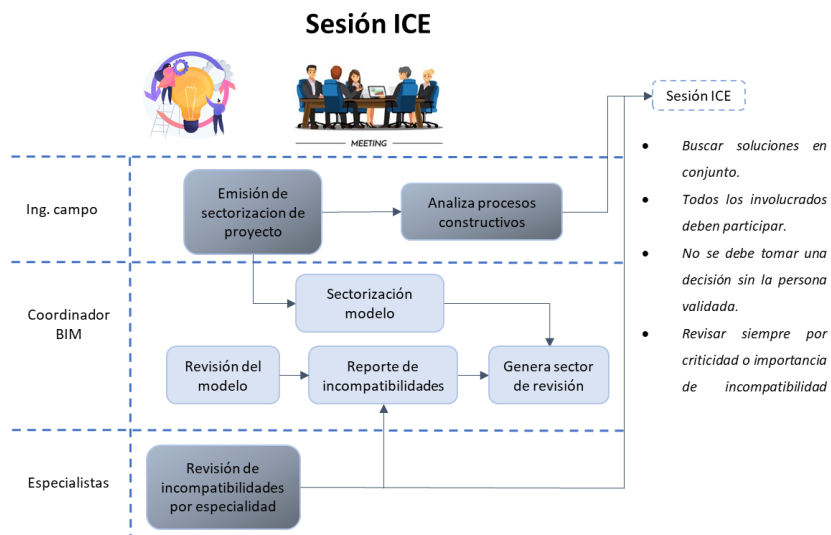 Sesión ICE
MEETING
Sesión ICE
Ing. campo
Emisión de
sectorizacion de
proyecto
Analiza procesos
constructivos
Coordinador
BIM
Sectorización
modelo
Revisión del
modelo
Reporte de
incompatibilidades
Genera sector
de revisión
Especialistas
Revisión de
incompatibilidades
por especialidad
• Buscar soluciones en
conjunto.
• Todos los involucrados
deben participar.
• No se debe tomar una
decisión sin la persona
validada.
• Revisar siempre por
criticidad o importancia
de incompatibilidad